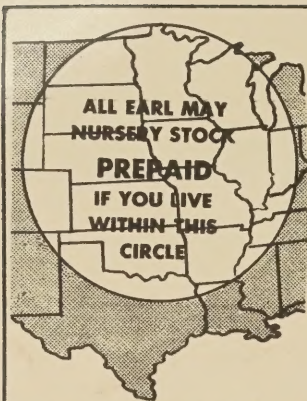 ALL EARL MAY
NURSERY STOCK
PREPAID
IF YOU LIVE
WITHIN THIS
CIRCLE